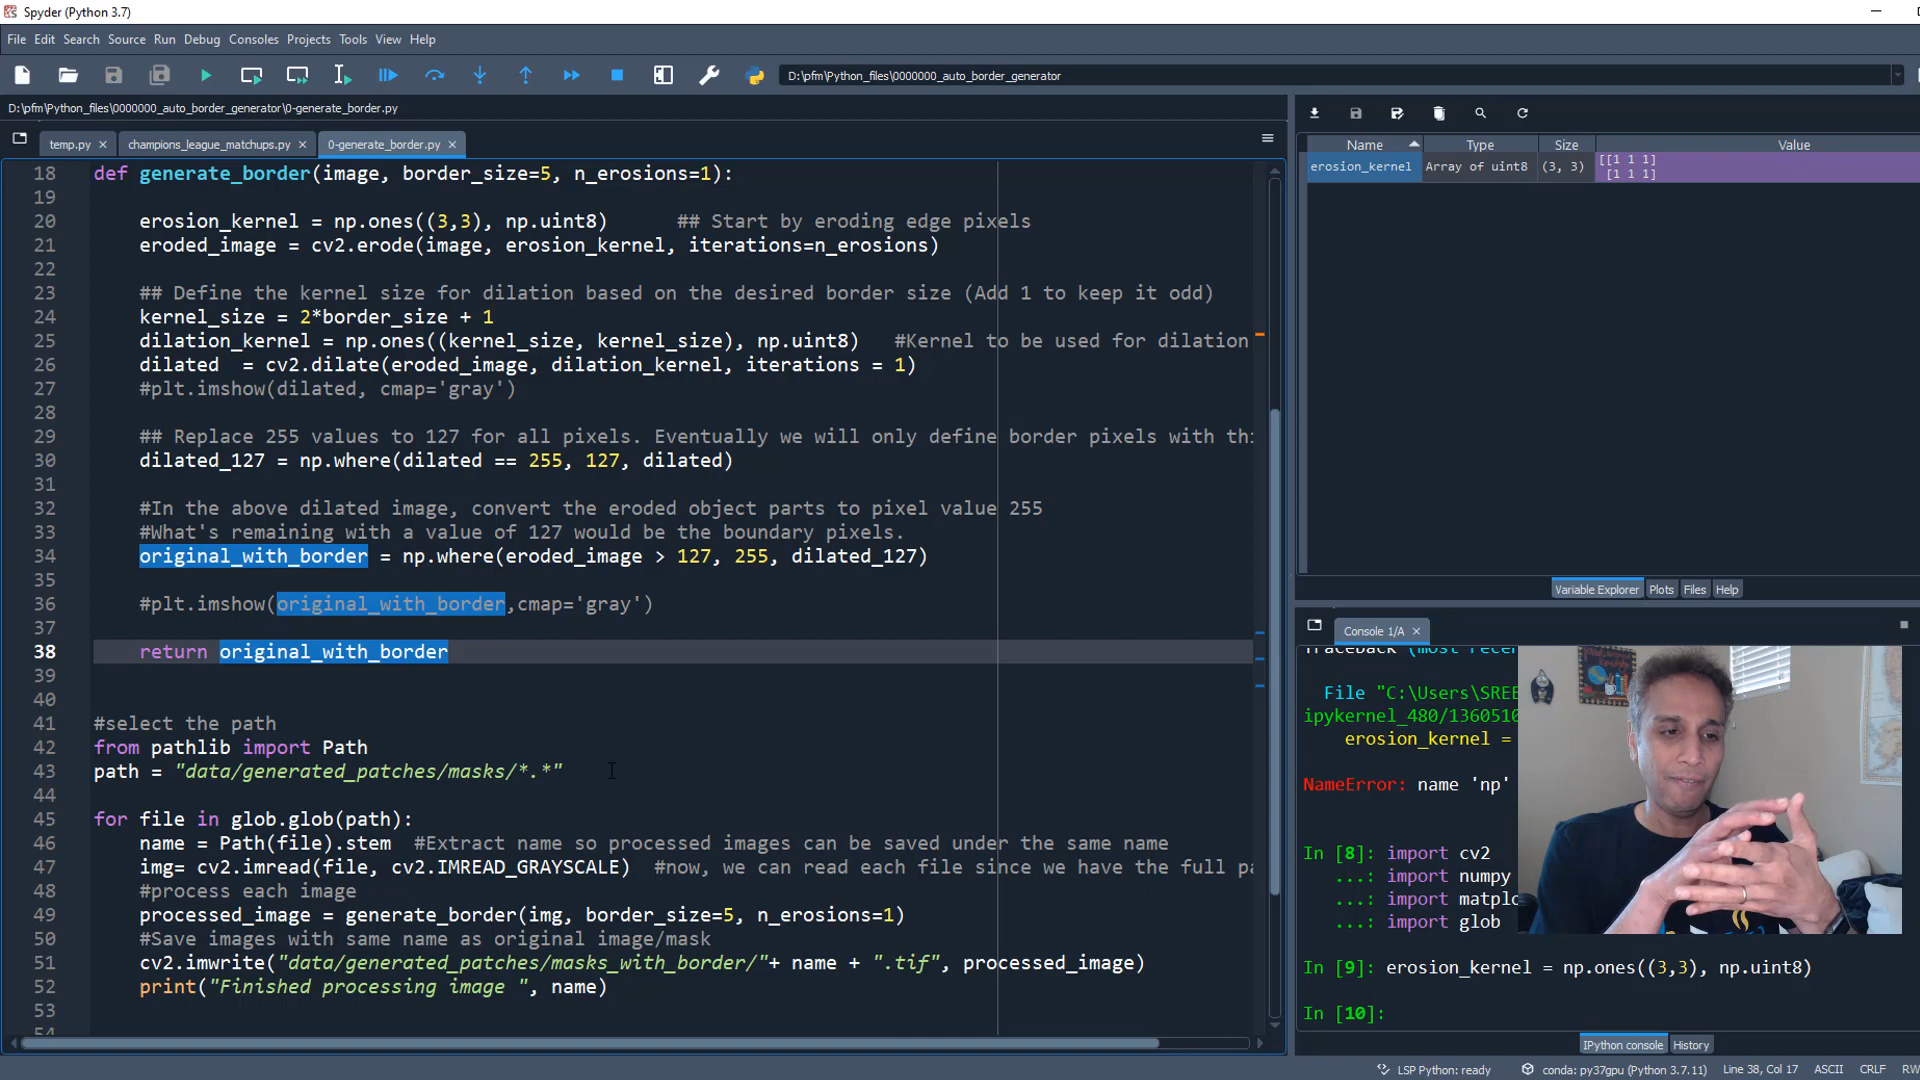 Spyder (Python 3.7)
File Edit Search Source Run Debug Consoles Projects Tools View Help
D:\pfm\Python_files\0000000_auto_border_generator
D:\pfm\Python_files\0000000_auto_border_generator\0-generate_border.py
temp.py champions_league_matchups.py 0-generate_border.py
18 def generate_border(image, border_size=5, n_erosions=1):
19
20 erosion_kernel = np.ones((3,3), np.uint8) ## Start by eroding edge pixels
21 eroded_image = cv2.erode(image, erosion_kernel, iterations=n_erosions)
22
23 ## Define the kernel size for dilation based on the desired border size (Add 1 to keep it odd)
24 kernel_size = 2*border_size + 1
25 dilation_kernel = np.ones((kernel_size, kernel_size), np.uint8) #Kernel to be used for dilation
26 dilated = cv2.dilate(eroded_image, dilation_kernel, iterations = 1)
27 #plt.imshow(dilated, cmap='gray')
28
29 ## Replace 255 values to 127 for all pixels. Eventually we will only define border pixels with thi
30 dilated_127 = np.where(dilated == 255, 127, dilated)
31
32 #In the above dilated image, convert the eroded object parts to pixel value 255
33 #What's remaining with a value of 127 would be the boundary pixels.
34 original_with_border = np.where(eroded_image > 127, 255, dilated_127)
35
36 #plt.imshow(original_with_border,cmap='gray')
37
38 return original_with_border
39
40
41 #select the path
42 from pathlib import Path
43 path = "data/generated_patches/masks/*.*"
44
45 for file in glob.glob(path):
46 name = Path(file).stem #Extract name so processed images can be saved under the same name
47 img= cv2.imread(file, cv2.IMREAD_GRAYSCALE) #now, we can read each file since we have the full pa
48 #process each image
49 processed_image = generate_border(img, border_size=5, n_erosions=1)
50 #Save images with same name as original image/mask
51 cv2.imwrite("data/generated_patches/masks_with_border/"+ name + ".tif", processed_image)
52 print("Finished processing image ", name)
53
54
Name Type Size Value
erosion_kernel Array of uint8 (3, 3) [[1 1 1]
[1 1 1]
Variable Explorer Plots Files Help
Console 1/A
Traceback (most recen
File "C:\Users\SREE
ipykernel_480/1360510
erosion_kernel =
NameError: name 'np'
In [8]: import cv2
...: import numpy
...: import matplo
...: import glob
In [9]: erosion_kernel = np.ones((3,3), np.uint8)
In [10]:
IPython console History
LSP Python: ready conda: py37gpu (Python 3.7.11) Line 38, Col 17 ASCII CRLF RW